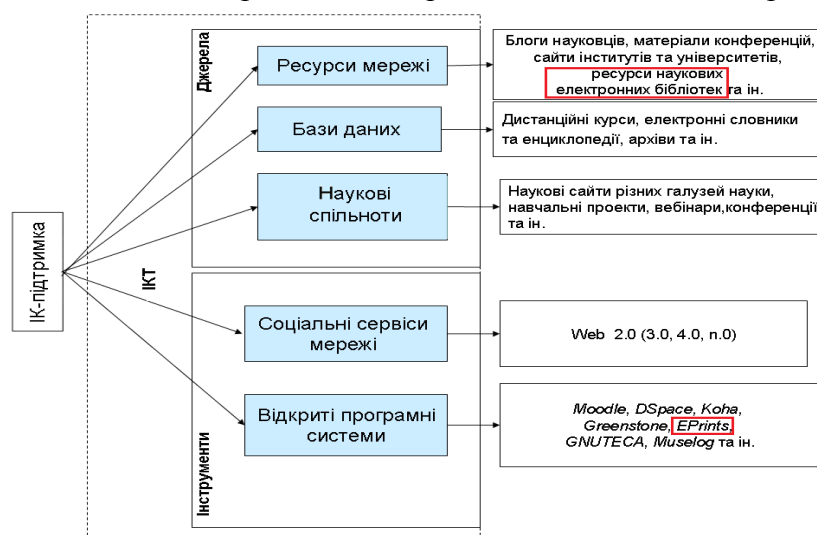 ІК-підтримка
ІКТ
Джерела
Ресурси мережі
Блоги науковців, матеріали конференцій,
сайти інститутів та університетів,
ресурси наукових
електронних бібліотек та ін.
Бази даних
Дистанційні курси, електронні словники
та енциклопедії, архіви та ін.
Наукові
спільноти
Наукові сайти різних галузей науки,
навчальні проекти, вебінари,конференції
та ін.
Інструменти
Соціальні сервіси
мережі
Web 2.0 (3.0, 4.0, n.0)
Відкриті програмні
системи
Moodle, DSpace, Koha,
Greenstone, EPrints,
GNUTECA, Muselog та ін.